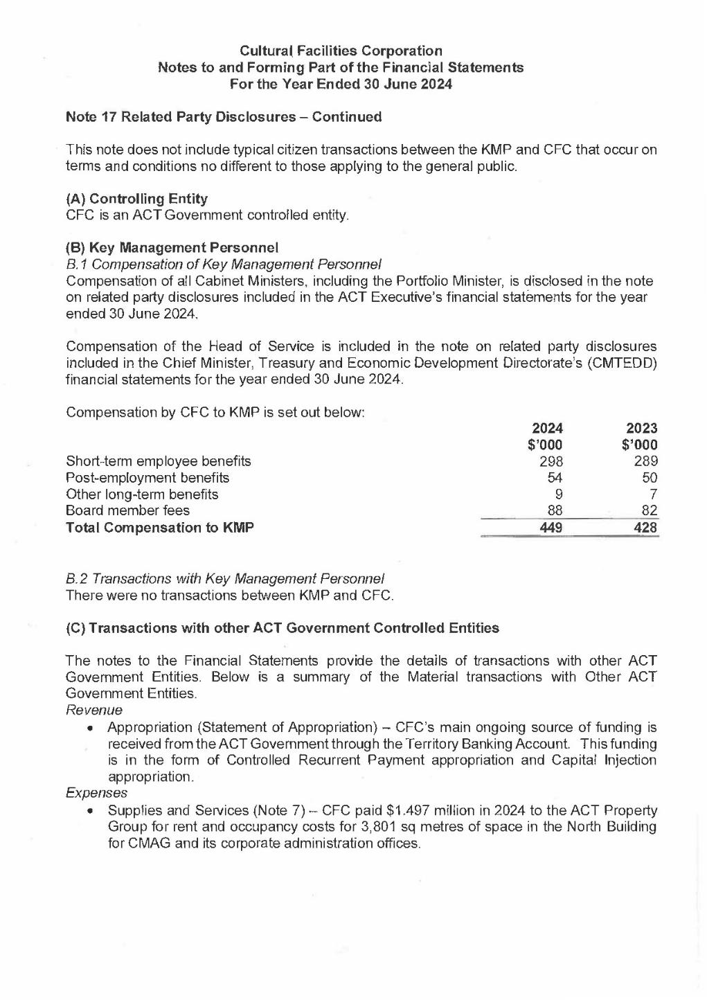 Cultural Facilities Corporation
Notes to and Forming Part of the Financial Statements
For the Year Ended 30 June 2024
Note 17 Related Party Disclosures – Continued
This note does not include typical citizen transactions between the KMP and CFC that occur on
terms and conditions no different to those applying to the general public.
(A) Controlling Entity
CFC is an ACT Government controlled entity.
(B) Key Management Personnel
B.1 Compensation of Key Management Personnel
Compensation of all Cabinet Ministers, including the Portfolio Minister, is disclosed in the note
on related party disclosures included in the ACT Executive's financial statements for the year
ended 30 June 2024.
Compensation of the Head of Service is included in the note on related party disclosures
included in the Chief Minister, Treasury and Economic Development Directorate's (CMTEDD)
financial statements for the year ended 30 June 2024.
Compensation by CFC to KMP is set out below:
2024 2023
$'000 $'000
Short-term employee benefits 298 289
Post-employment benefits 54 50
Other long-term benefits 9 7
Board member fees 88 82
Total Compensation to KMP 449 428
B.2 Transactions with Key Management Personnel
There were no transactions between KMP and CFC.
(C) Transactions with other ACT Government Controlled Entities
The notes to the Financial Statements provide the details of transactions with other ACT
Government Entities. Below is a summary of the Material transactions with Other ACT
Government Entities.
Revenue
• Appropriation (Statement of Appropriation) – CFC's main ongoing source of funding is
received from the ACT Government through the Territory Banking Account. This funding
is in the form of Controlled Recurrent Payment appropriation and Capital Injection
appropriation.
Expenses
• Supplies and Services (Note 7) – CFC paid $1.497 million in 2024 to the ACT Property
Group for rent and occupancy costs for 3,801 sq metres of space in the North Building
for CMAG and its corporate administration offices.